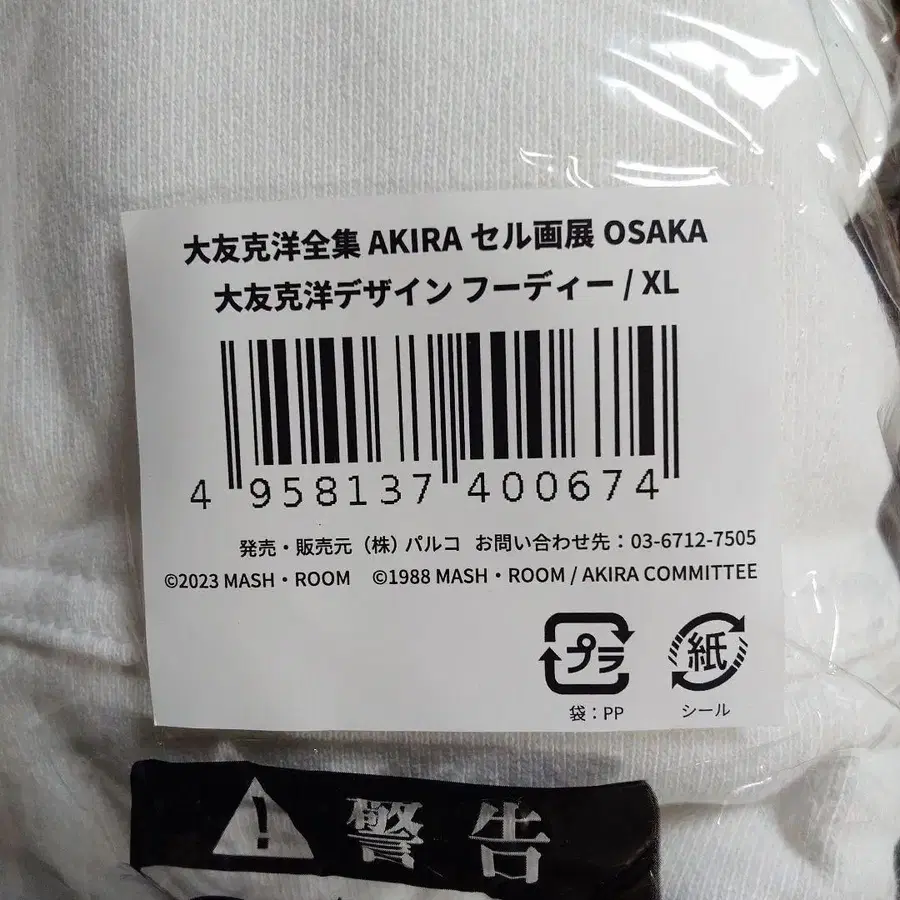 大友克洋全集 AKIRA セル画展 OSAKA
大友克洋デザイン フーディー / XL
4 958137 400674
発売・販売元（株）パルコ お問い合わせ先：03-6712-7505
©2023 MASH・ROOM ©1988 MASH・ROOM / AKIRA COMMITTEE
プラ 紙
袋：PP シール
! 警告